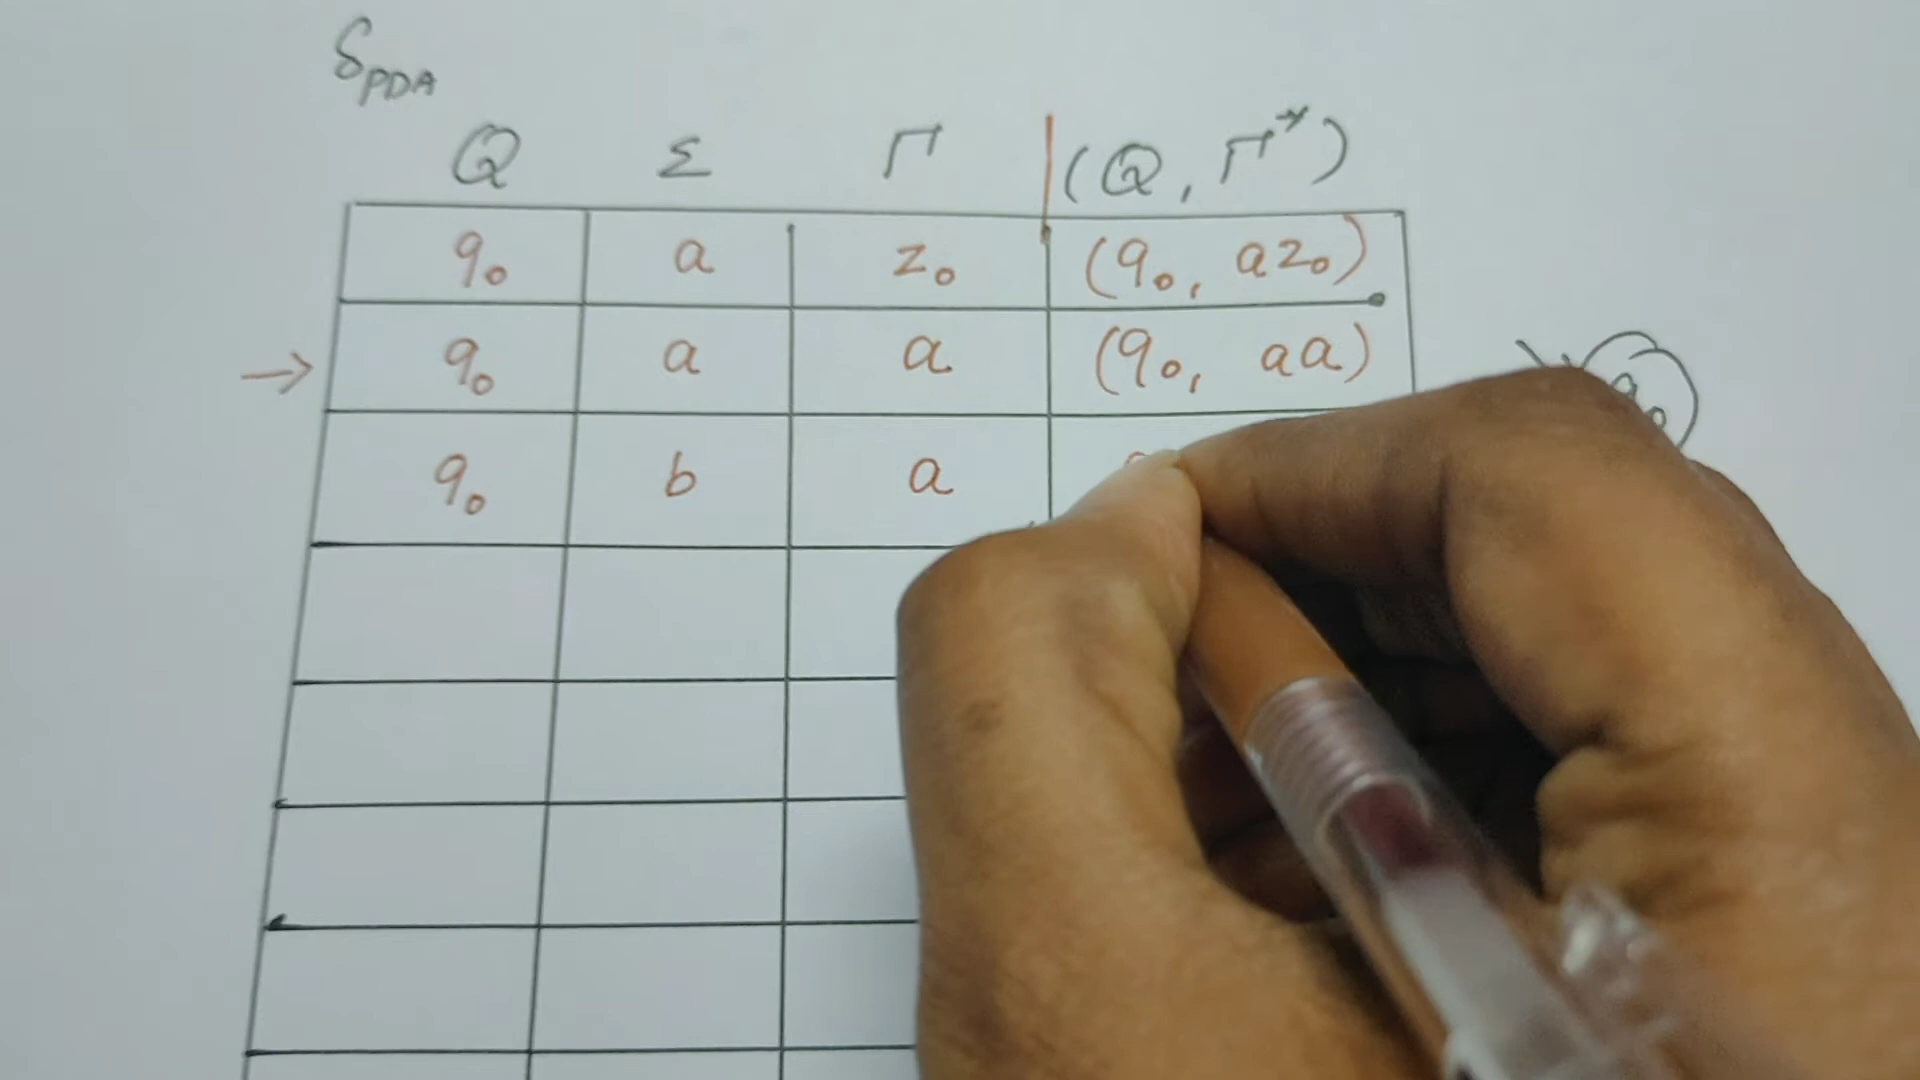 δPDA
Q Σ Γ (Q, Γ*)
q₀ a z₀ (q₀, az₀)
→ q₀ a a (q₀, aa)
q₀ b a